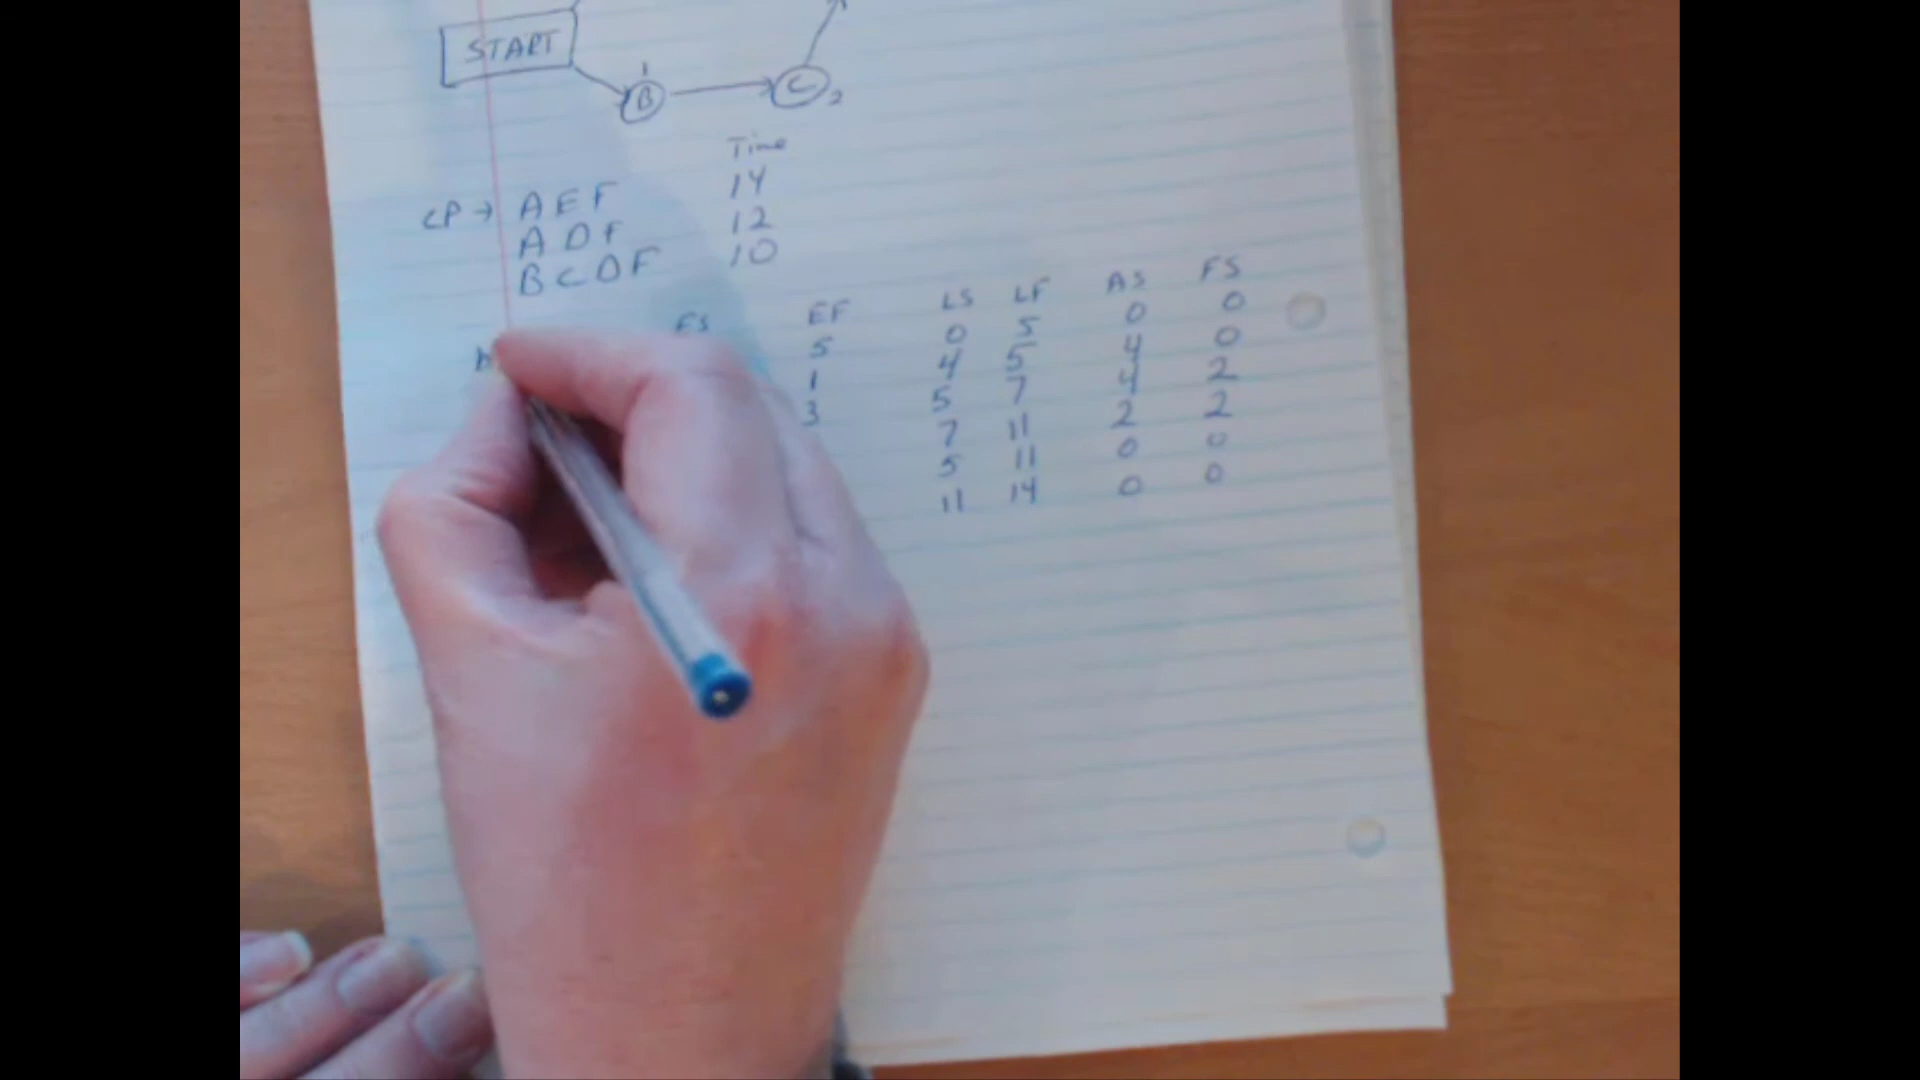 START
1
B
C 2
Time
CP → A E F 14
A D F 12
B C D F 10
ES EF LS LF AS FS
5 0 5 0 0
1 4 5 4 0
3 5 7 4 2
7 11 2 2
5 11 0 0
11 14 0 0